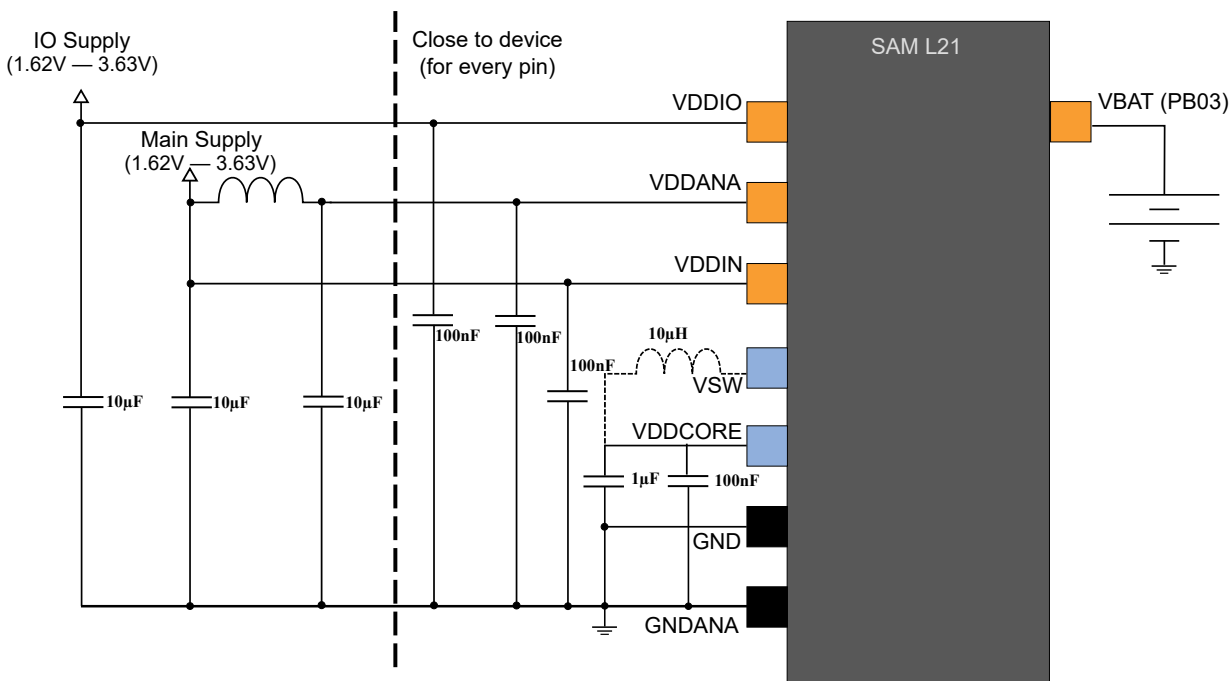 IO Supply
(1.62V — 3.63V)
Close to device
(for every pin)
SAM L21
VDDIO
VBAT (PB03)
Main Supply
(1.62V — 3.63V)
VDDANA
VDDIN
100nF
100nF
10µH
100nF
VSW
10µF
10µF
10µF
VDDCORE
1µF
100nF
GND
GNDANA